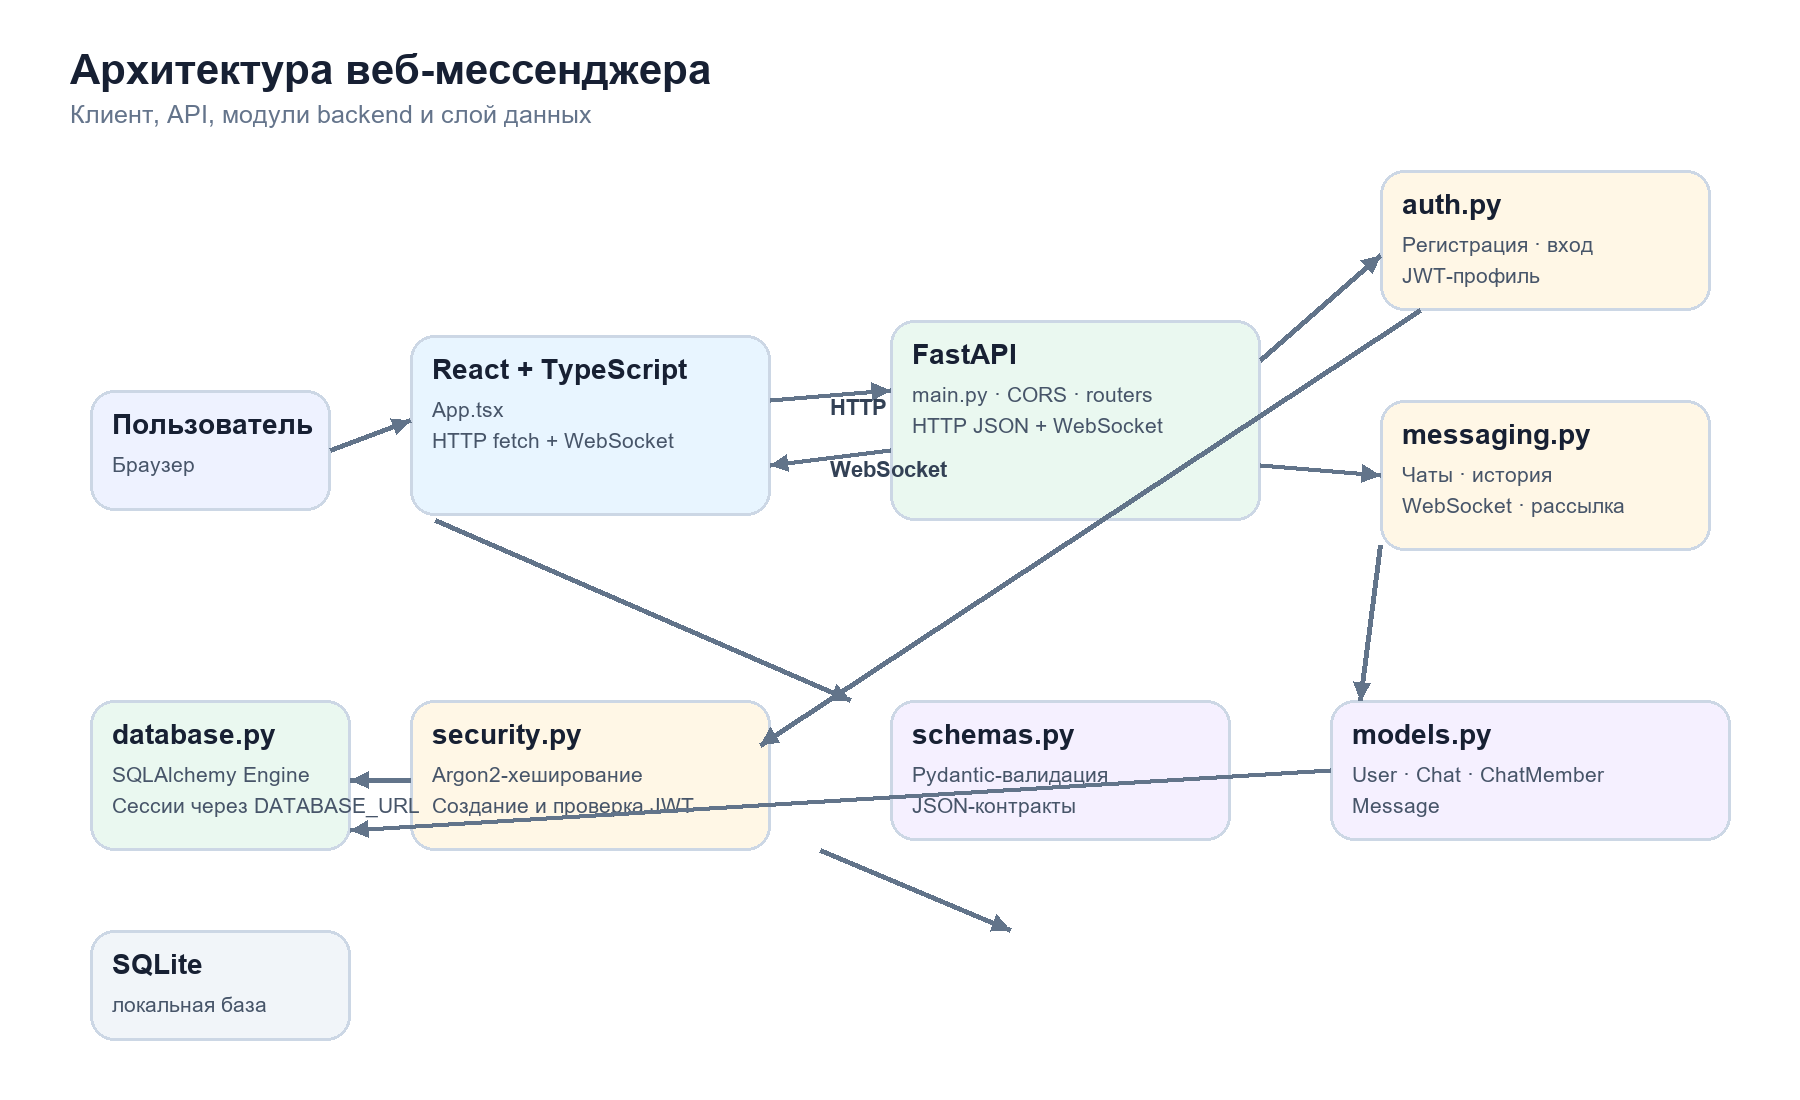 Архитектура веб-мессенджера
Клиент, API, модули backend и слой данных
auth.py
Регистрация · вход
JWT-профиль
React + TypeScript
App.tsx
HTTP fetch + WebSocket
HTTP
WebSocket
FastAPI
main.py · CORS · routers
HTTP JSON + WebSocket
Пользователь
Браузер
messaging.py
Чаты · история
WebSocket · рассылка
database.py
SQLAlchemy Engine
Сессии через DATABASE_URL
security.py
Argon2-хеширование
Создание и проверка JWT
schemas.py
Pydantic-валидация
JSON-контракты
models.py
User · Chat · ChatMember
Message
SQLite
локальная база